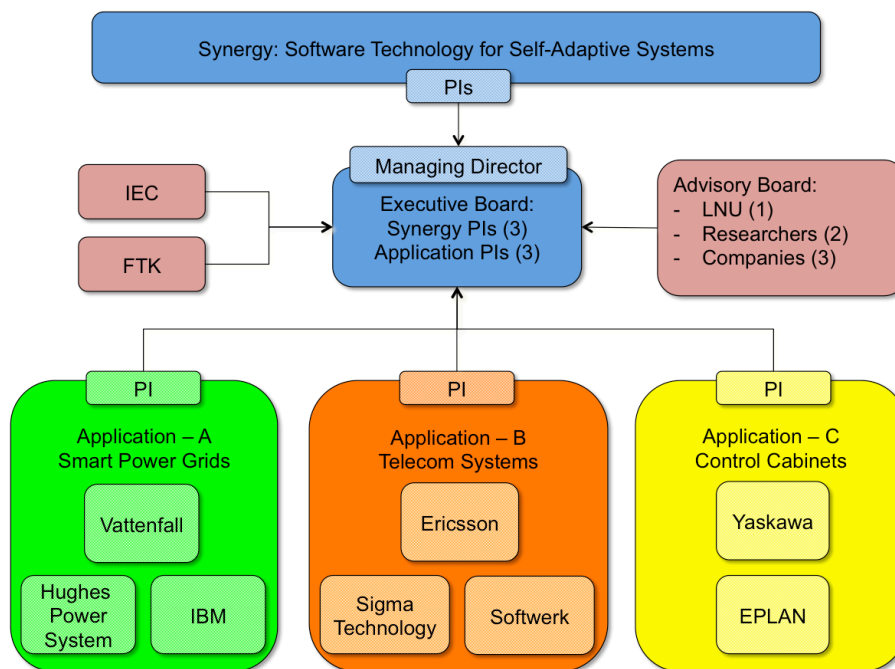 Synergy: Software Technology for Self-Adaptive Systems
PIs
Managing Director
Executive Board:
Synergy PIs (3)
Application PIs (3)
IEC
FTK
Advisory Board:
- LNU (1)
- Researchers (2)
- Companies (3)
PI
Application – A
Smart Power Grids
Vattenfall
Hughes
Power
System
IBM
PI
Application – B
Telecom Systems
Ericsson
Sigma
Technology
Softwerk
PI
Application – C
Control Cabinets
Yaskawa
EPLAN